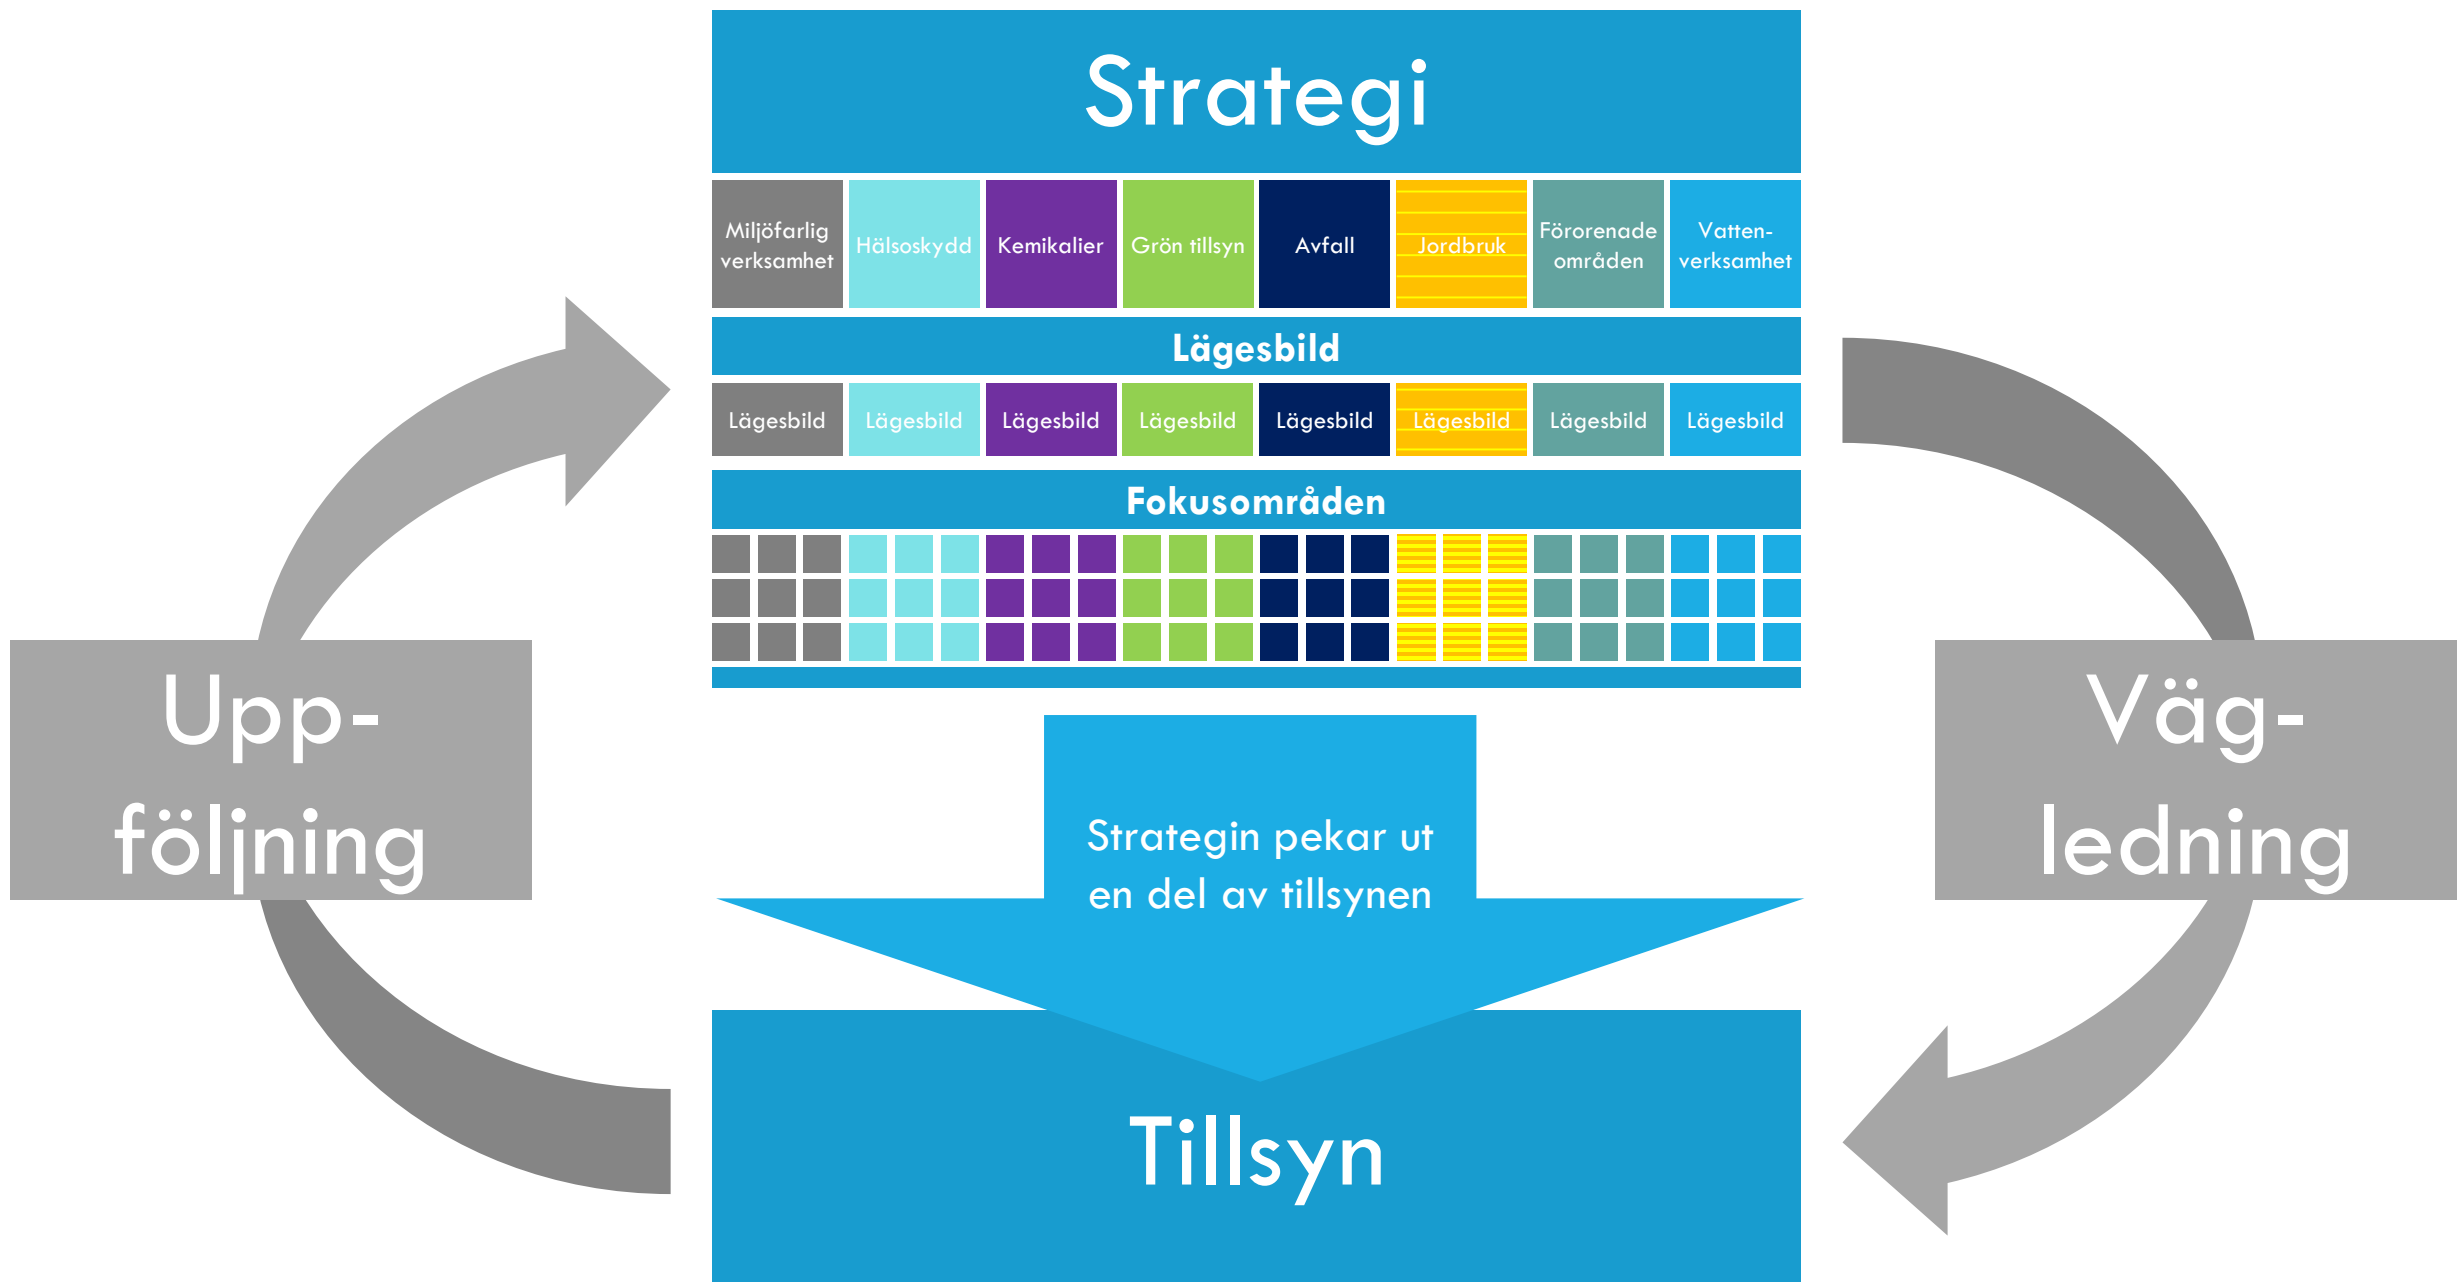 Strategi
Miljöfarlig
verksamhet
Hälsoskydd
Kemikalier
Grön tillsyn
Avfall
Jordbruk
Förorenade
områden
Vatten-
verksamhet
Lägesbild
Lägesbild
Lägesbild
Lägesbild
Lägesbild
Lägesbild
Lägesbild
Lägesbild
Lägesbild
Fokusområden
Upp-
följning
Väg-
ledning
Strategin pekar ut
en del av tillsynen
Tillsyn